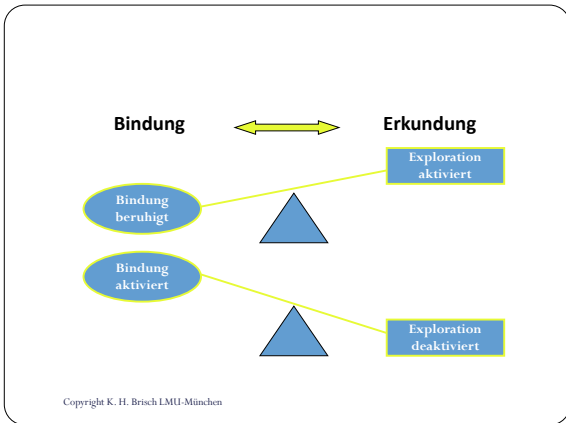 Bindung Erkundung
Exploration
aktiviert
Bindung
beruhigt
Bindung
aktiviert
Exploration
deaktiviert
Copyright K. H. Brisch LMU-München